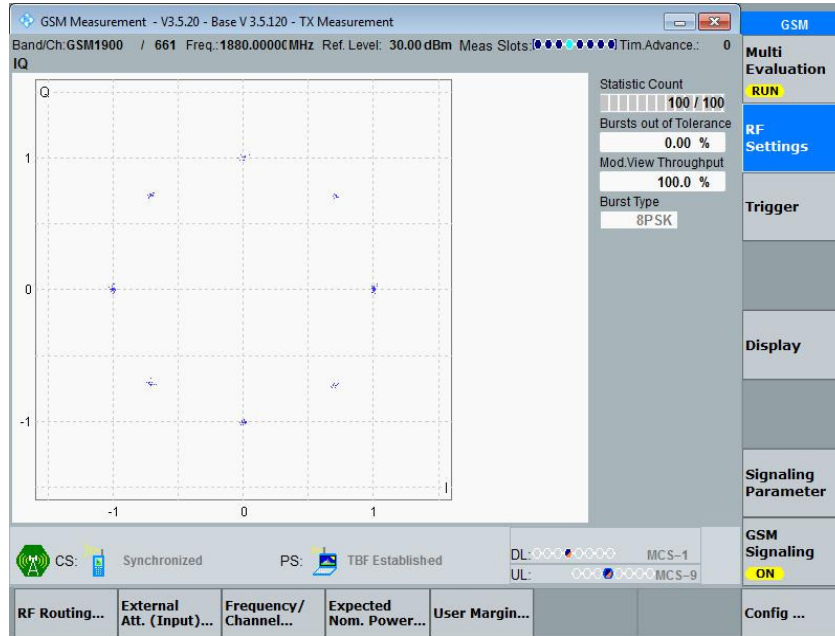 GSM Measurement - V3.5.20 - Base V 3.5.120 - TX Measurement
GSM
Band/Ch: GSM1900 / 661 Freq.: 1880.0000 MHz Ref. Level: 30.00 dBm Meas Slots: Tim.Advance.: 0
IQ
Multi Evaluation
RUN
Q
1
0
-1
-1 0 1
I
Statistic Count
100 / 100
Bursts out of Tolerance
0.00 %
Mod.View Throughput
100.0 %
Burst Type
8PSK
RF Settings
Trigger
Display
Signaling Parameter
GSM Signaling
ON
CS: Synchronized PS: TBF Established
DL: MCS-1
UL: MCS-9
RF Routing...
External Att. (Input)...
Frequency/ Channel...
Expected Nom. Power...
User Margin...
Config ...